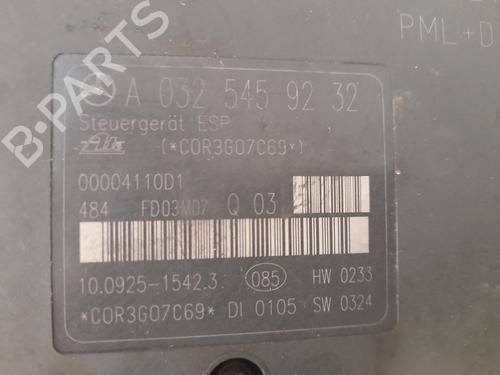 PML+D
A 032 545 92 32
Steuergerät ESP
Ate (*COR3G07C69*)
00004110D1
484 FD03M07 Q 03
10.0925-1542.3 085 HW 0233
*COR3G07C69* DI 0105 SW 0324